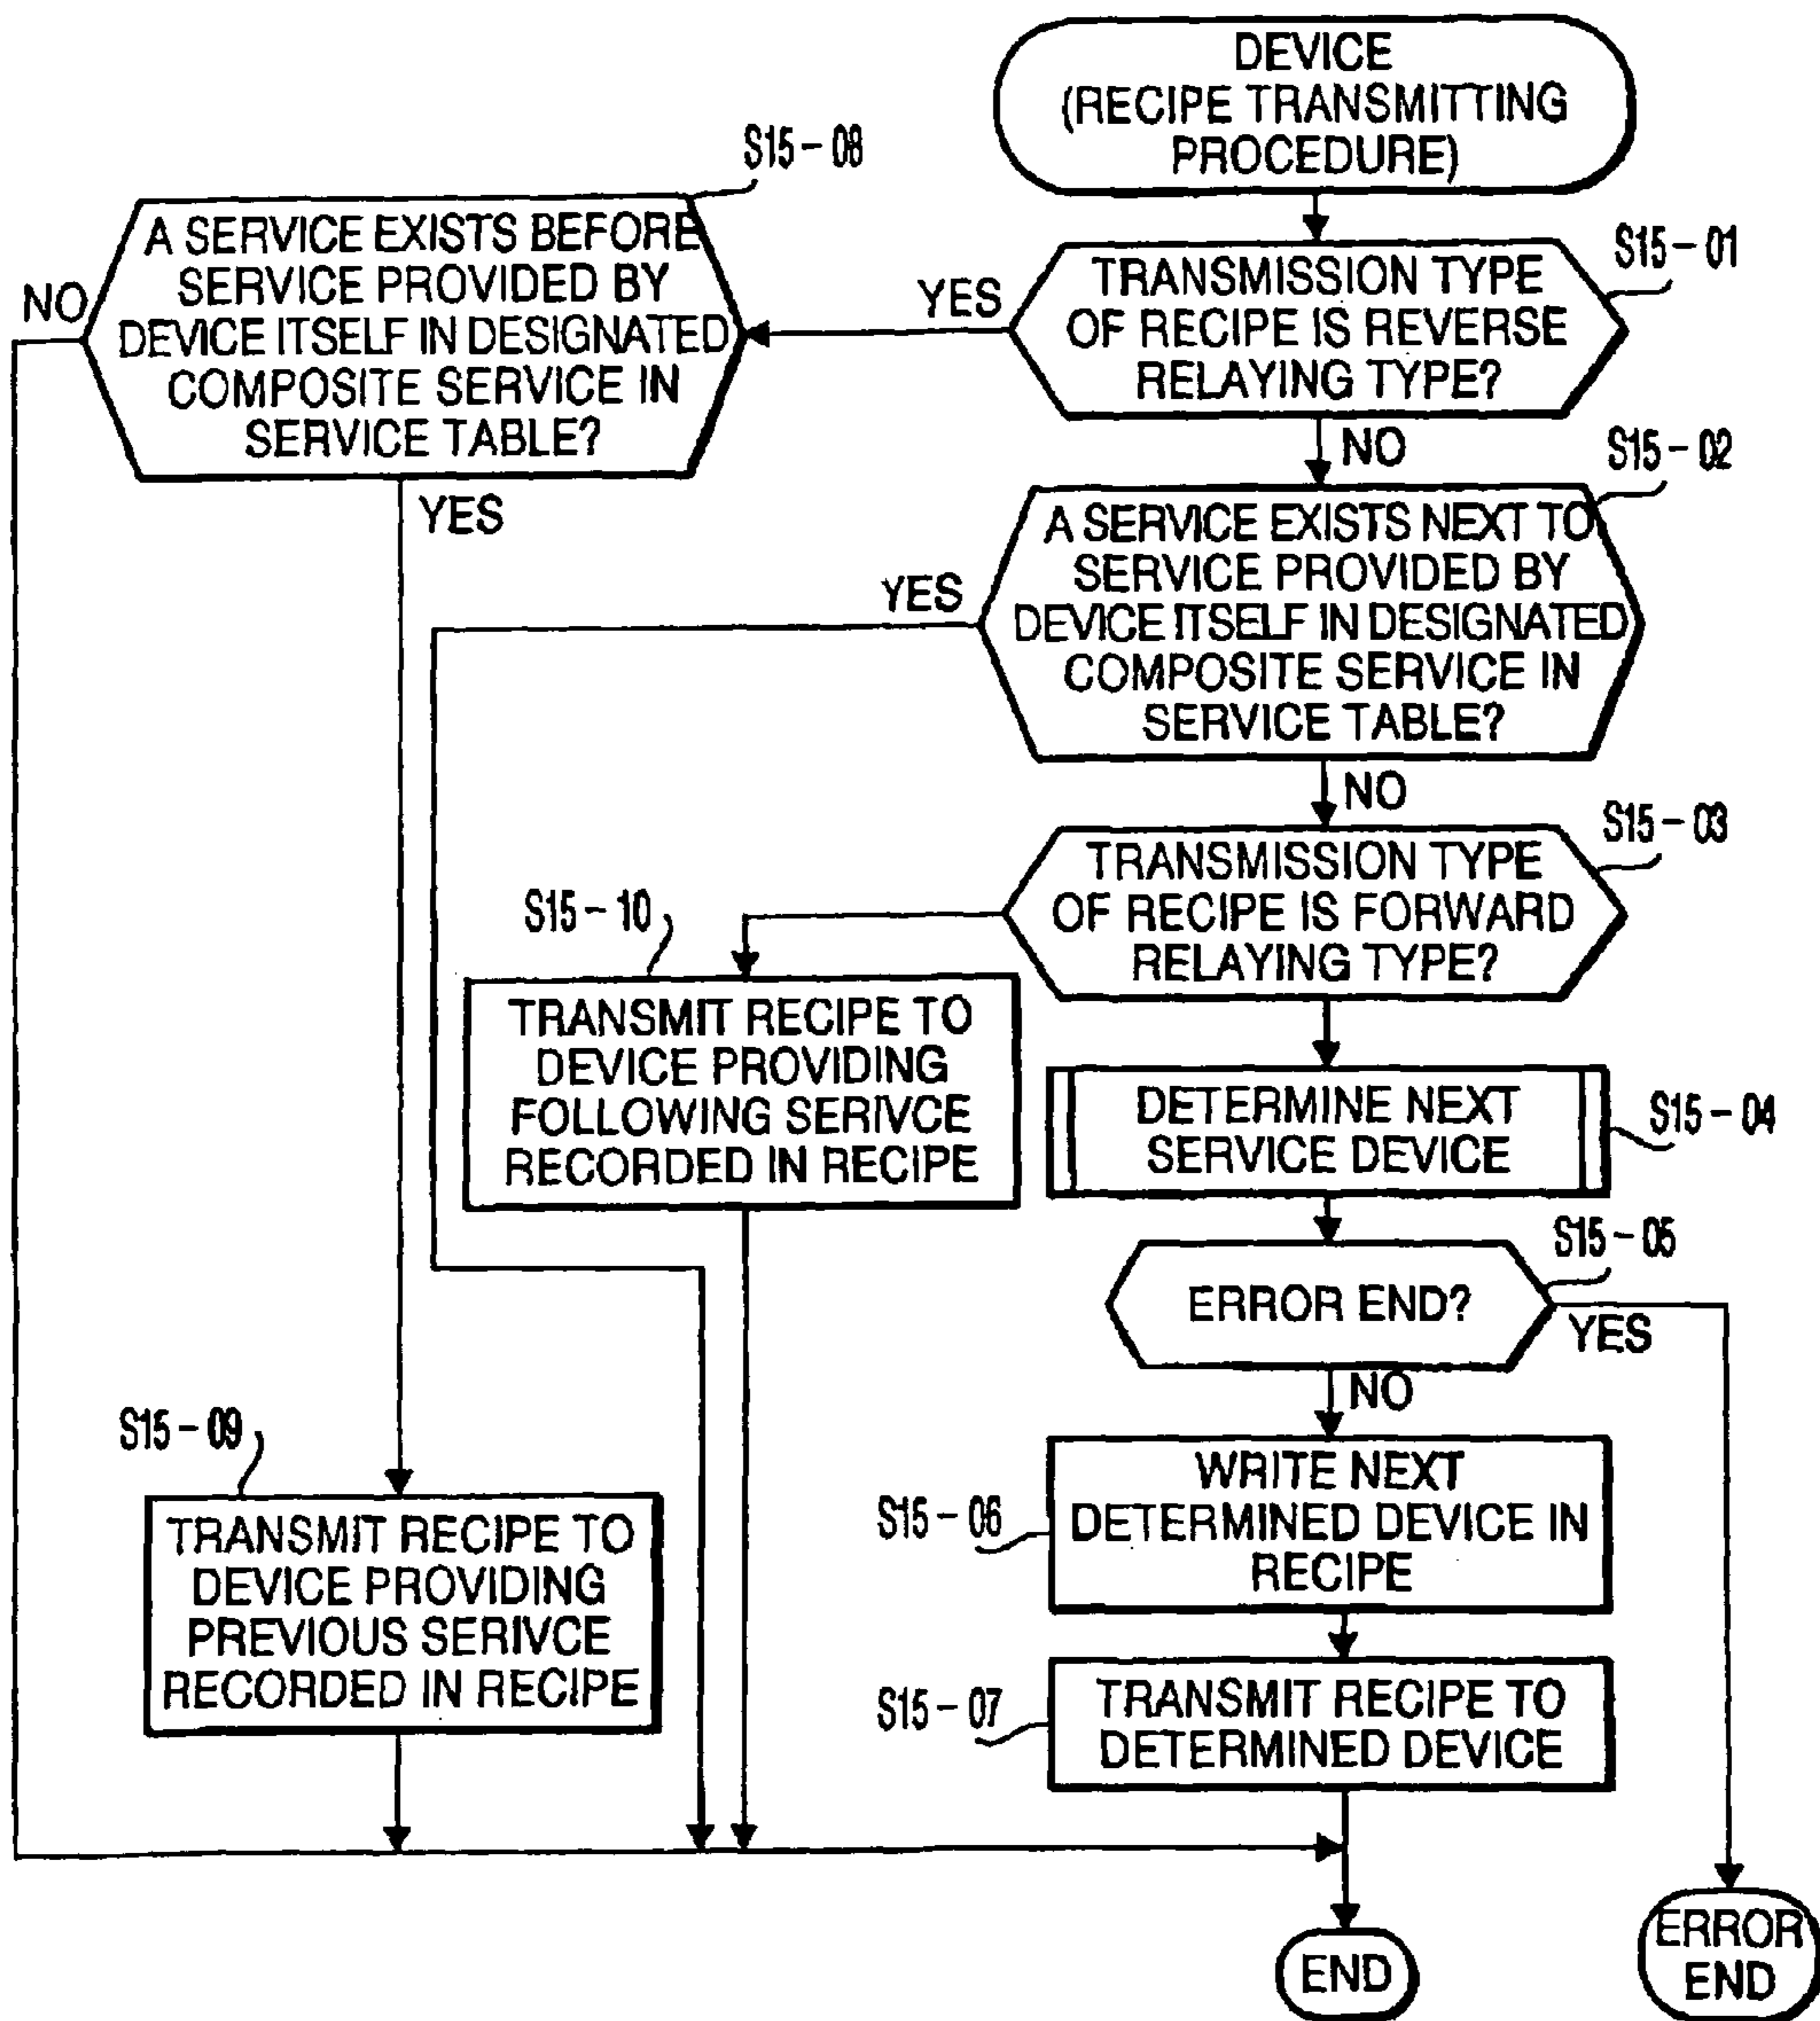 DEVICE
(RECIPE TRANSMITTING
PROCEDURE)
S15-08
A SERVICE EXISTS BEFORE
SERVICE PROVIDED BY
DEVICE ITSELF IN DESIGNATED
COMPOSITE SERVICE IN
SERVICE TABLE?
NO
YES
YES
S15-01
TRANSMISSION TYPE
OF RECIPE IS REVERSE
RELAYING TYPE?
NO
S15-02
A SERVICE EXISTS NEXT TO
SERVICE PROVIDED BY
DEVICE ITSELF IN DESIGNATED
COMPOSITE SERVICE IN
SERVICE TABLE?
YES
NO
S15-03
TRANSMISSION TYPE
OF RECIPE IS FORWARD
RELAYING TYPE?
S15-10
TRANSMIT RECIPE TO
DEVICE PROVIDING
FOLLOWING SERIVCE
RECORDED IN RECIPE
DETERMINE NEXT
SERVICE DEVICE
S15-04
S15-05
ERROR END?
YES
NO
S15-09
TRANSMIT RECIPE TO
DEVICE PROVIDING
PREVIOUS SERIVCE
RECORDED IN RECIPE
S15-06
WRITE NEXT
DETERMINED DEVICE IN
RECIPE
S15-07
TRANSMIT RECIPE TO
DETERMINED DEVICE
END
ERROR
END